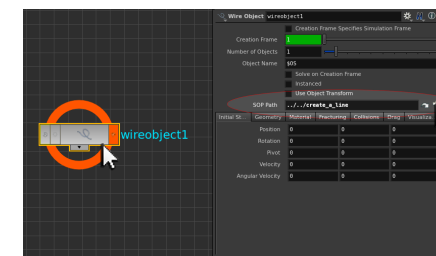 Wire Object wireobject1
Creation Frame Specifies Simulation Frame
Creation Frame 1
Number of Objects 1
Object Name $OS
Solve on Creation Frame
Instanced
Use Object Transform
SOP Path ../../create_a_line
Initial St Geometry Material Fracturing Collisions Drag Visualiza
Position 0 0 0
Rotation 0 0 0
Pivot 0 0 0
Velocity 0 0 0
Angular Velocity 0 0 0
wireobject1